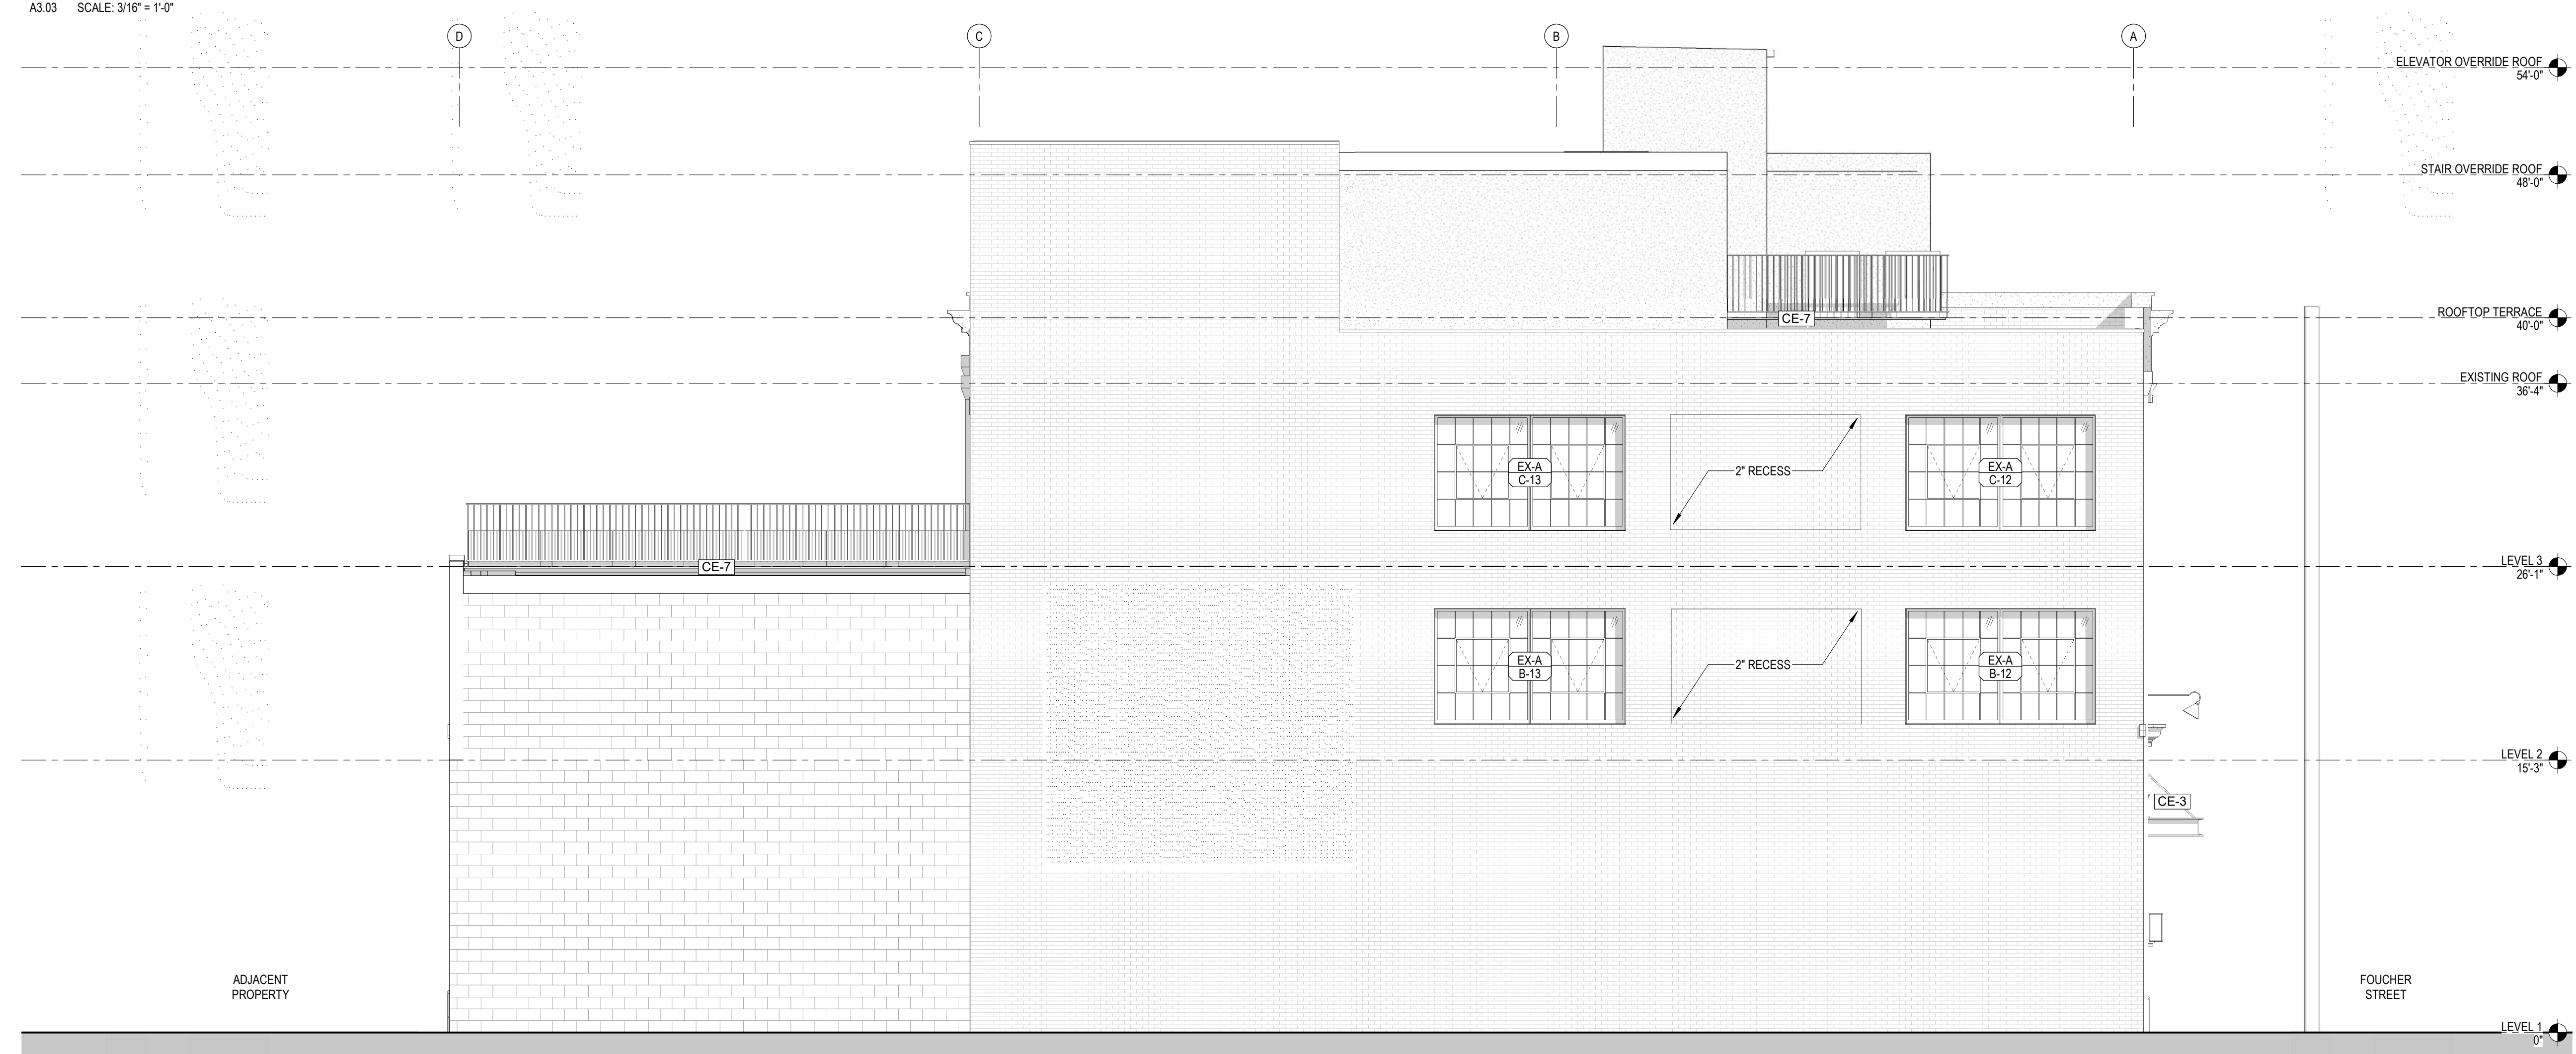 A3.03 SCALE: 3/16" = 1'-0"
D
C
B
A
ELEVATOR OVERRIDE ROOF
54'-0"
STAIR OVERRIDE ROOF
48'-0"
ROOFTOP TERRACE
40'-0"
CE-7
EXISTING ROOF
36'-4"
EX-A
C-13
2" RECESS
EX-A
C-12
CE-7
LEVEL 3
26'-1"
EX-A
B-13
2" RECESS
EX-A
B-12
LEVEL 2
15'-3"
CE-3
ADJACENT
PROPERTY
FOUCHER
STREET
LEVEL 1
0"